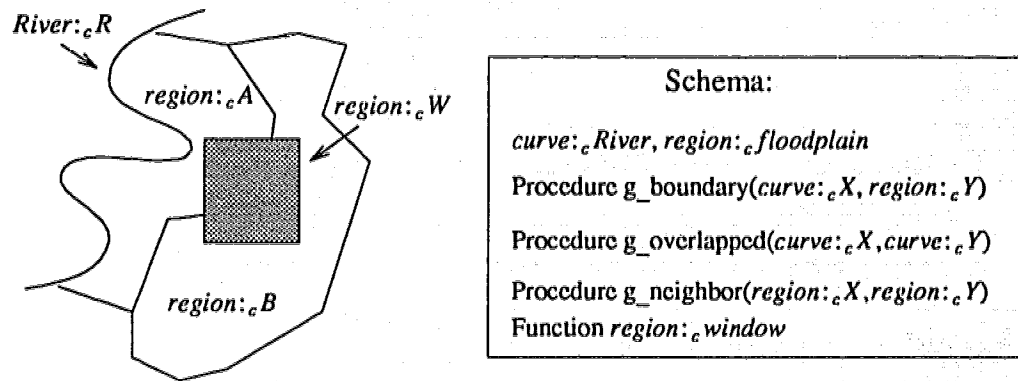 River:cR
region:cA
region:cW
region:cB
Schema:
curve:cRiver, region:cfloodplain
Procedure g_boundary(curve:cX, region:cY)
Procedure g_overlapped(curve:cX,curve:cY)
Procedure g_neighbor(region:cX,region:cY)
Function region:cwindow